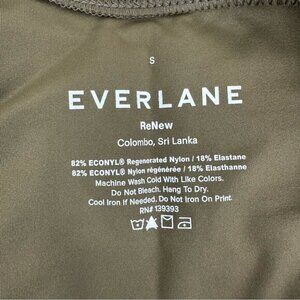 S
EVERLANE
ReNew
Colombo, Sri Lanka
82% ECONYL® Regenerated Nylon / 18% Elastane
82% ECONYL® Nylon régénérée / 18% Elasthanne
Machine Wash Cold With Like Colors.
Do Not Bleach. Hang To Dry.
Cool Iron If Needed. Do Not Iron On Print.
RN# 139393